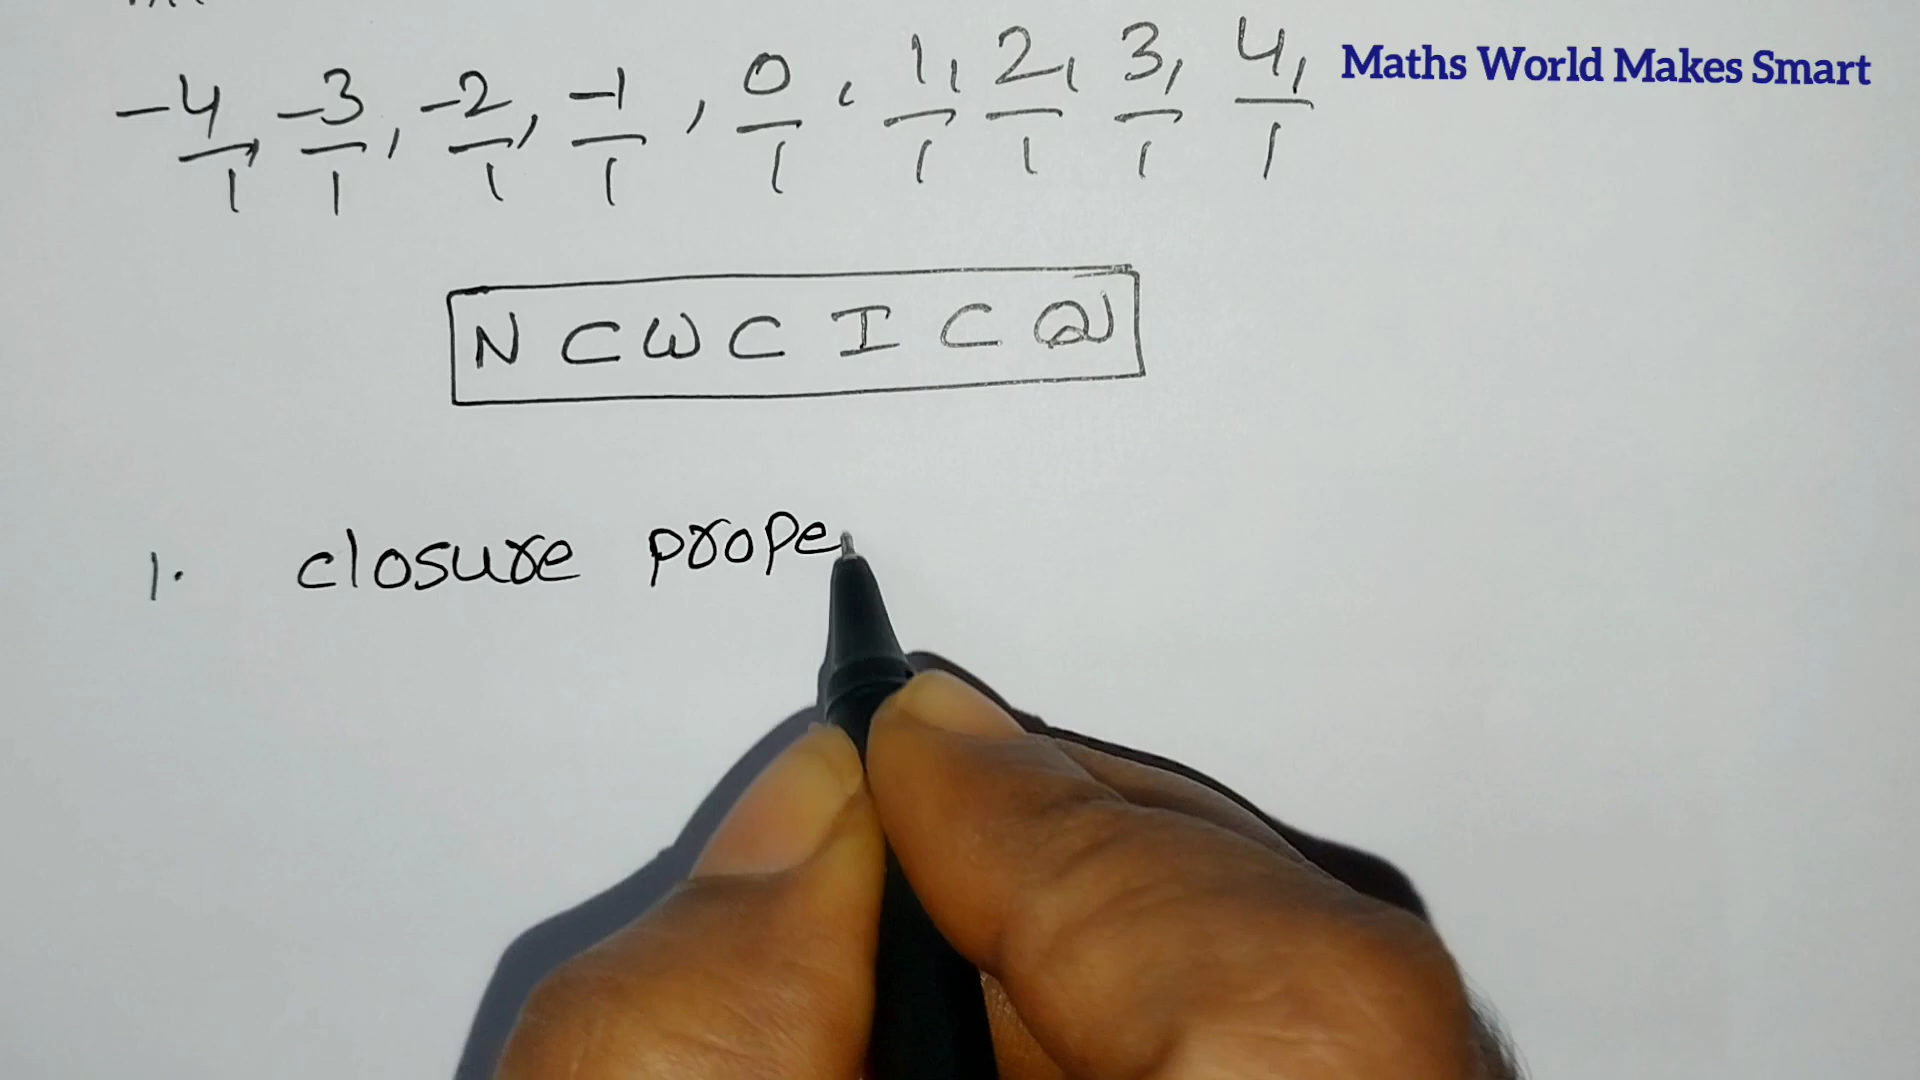 -4/1, -3/1, -2/1, -1/1, 0/1, 1/1, 2/1, 3/1, 4/1, Maths World Makes Smart
N ⊂ W ⊂ I ⊂ Q
1. closure prope